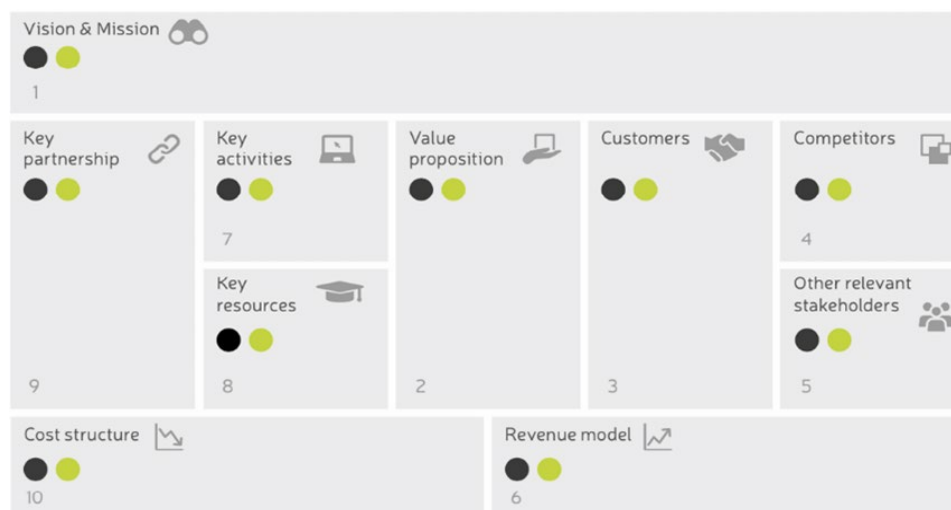 Vision & Mission
1
Key
partnership
9
Key
activities
7
Key
resources
8
Value
proposition
2
Customers
3
Competitors
4
Other relevant
stakeholders
5
Cost structure
10
Revenue model
6